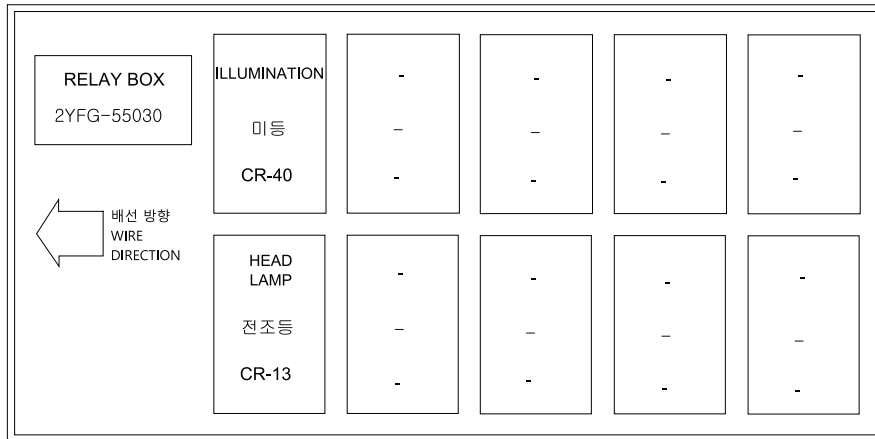 RELAY BOX
2YFG-55030
ILLUMINATION
미등
CR-40
-
-
-
-
-
-
-
-
-
-
-
-
배선 방향
WIRE
DIRECTION
HEAD
LAMP
전조등
CR-13
-
-
-
-
-
-
-
-
-
-
-
-